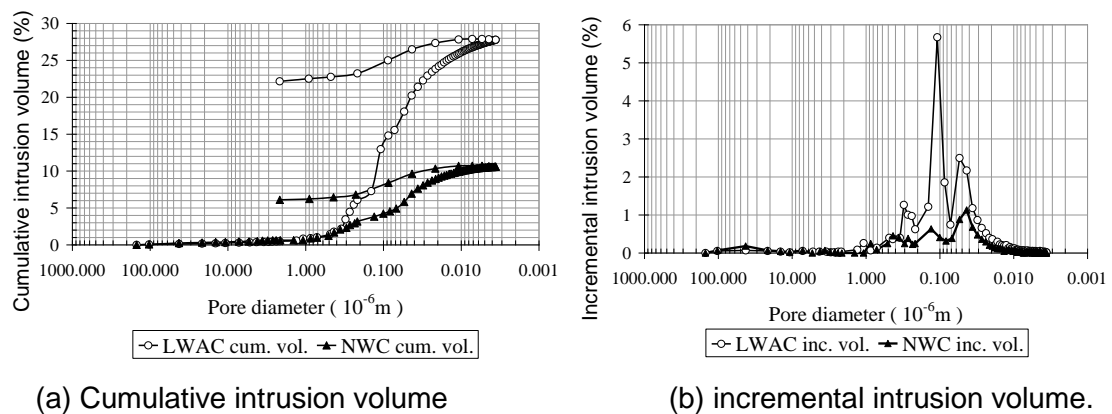 Cumulative intrusion volume (%)
30
25
20
15
10
5
0
1000.000 100.000 10.000 1.000 0.100 0.010 0.001
Pore diameter ( 10⁻⁶m )
LWAC cum. vol. NWC cum. vol.
(a) Cumulative intrusion volume
Incremental intrusion volume (%)
6
5
4
3
2
1
0
1000.000 100.000 10.000 1.000 0.100 0.010 0.001
Pore diameter ( 10⁻⁶m )
LWAC inc. vol. NWC inc. vol.
(b) incremental intrusion volume.